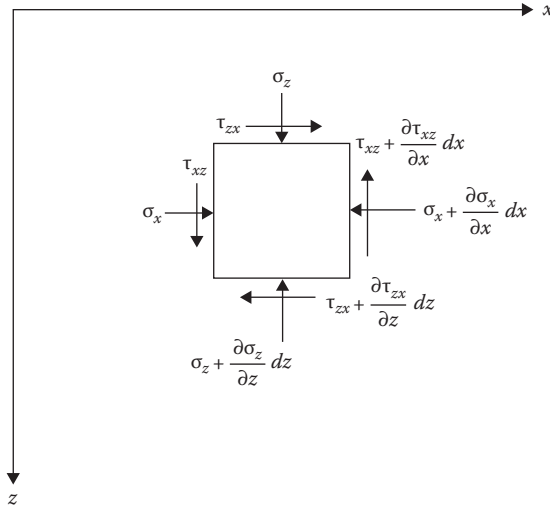 x
σz
τzx
τxz + ∂τxz/∂x dx
τxz
σx
σx + ∂σx/∂x dx
τzx + ∂τzx/∂z dz
σz + ∂σz/∂z dz
z